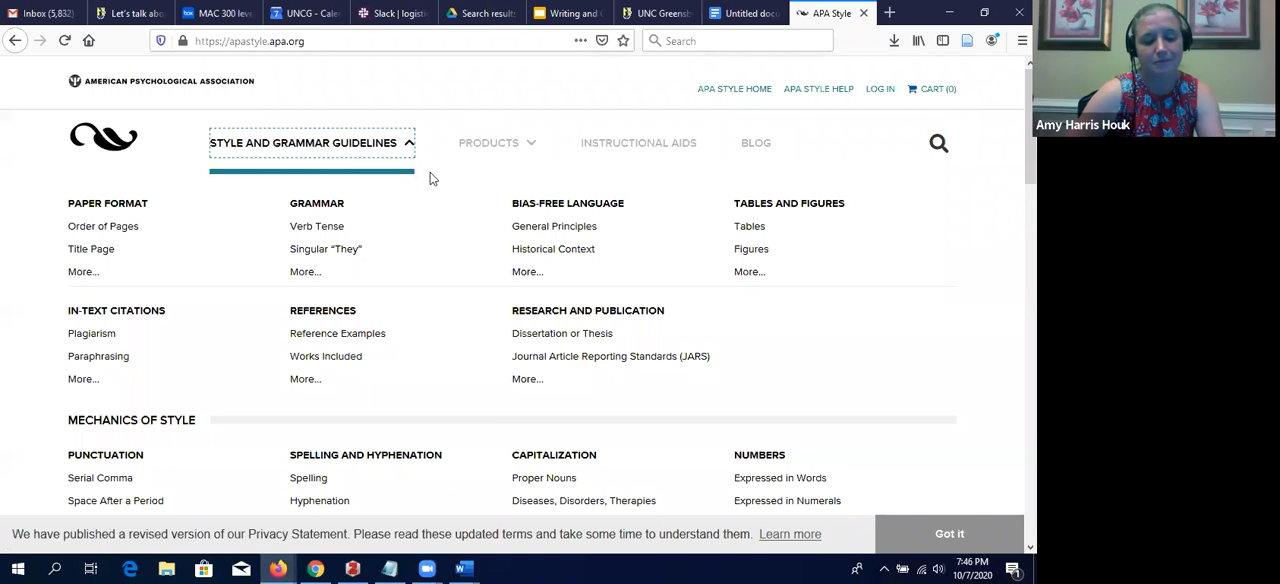 Inbox (5,832)
Let's talk abo
MAC 300 leve
UNCG - Cale
Slack | logisti
Search results
Writing and C
UNC Greensb
Untitled docu
APA Style
https://apastyle.apa.org
Search
AMERICAN PSYCHOLOGICAL ASSOCIATION
APA STYLE HOME APA STYLE HELP LOG IN CART (0)
STYLE AND GRAMMAR GUIDELINES PRODUCTS INSTRUCTIONAL AIDS BLOG
PAPER FORMAT
Order of Pages
Title Page
More...
GRAMMAR
Verb Tense
Singular “They”
More...
BIAS-FREE LANGUAGE
General Principles
Historical Context
More...
TABLES AND FIGURES
Tables
Figures
More...
IN-TEXT CITATIONS
Plagiarism
Paraphrasing
More...
REFERENCES
Reference Examples
Works Included
More...
RESEARCH AND PUBLICATION
Dissertation or Thesis
Journal Article Reporting Standards (JARS)
More...
MECHANICS OF STYLE
PUNCTUATION
Serial Comma
Space After a Period
SPELLING AND HYPHENATION
Spelling
Hyphenation
CAPITALIZATION
Proper Nouns
Diseases, Disorders, Therapies
NUMBERS
Expressed in Words
Expressed in Numerals
We have published a revised version of our Privacy Statement. Please read these updated terms and take some time to understand them. Learn more
Got it
7:46 PM
10/7/2020
Amy Harris Houk